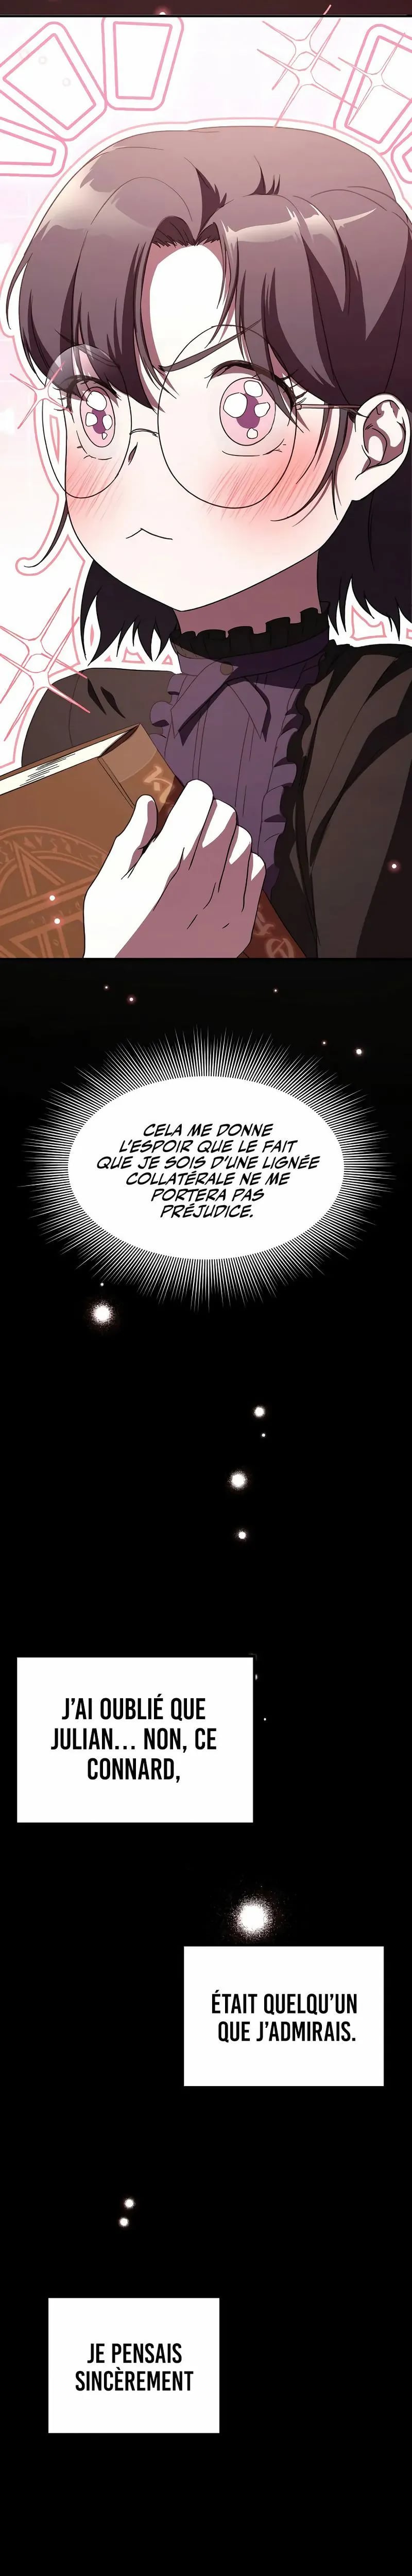 CELA ME DONNE
L'ESPOIR QUE LE FAIT
QUE JE SOIS D'UNE LIGNÉE
COLLATÉRALE NE ME
PORTERA PAS
PRÉJUDICE.
J'AI OUBLIÉ QUE
JULIAN... NON, CE
CONNARD,
ÉTAIT QUELQU'UN
QUE J'ADMIRAIS.
JE PENSAIS
SINCÈREMENT